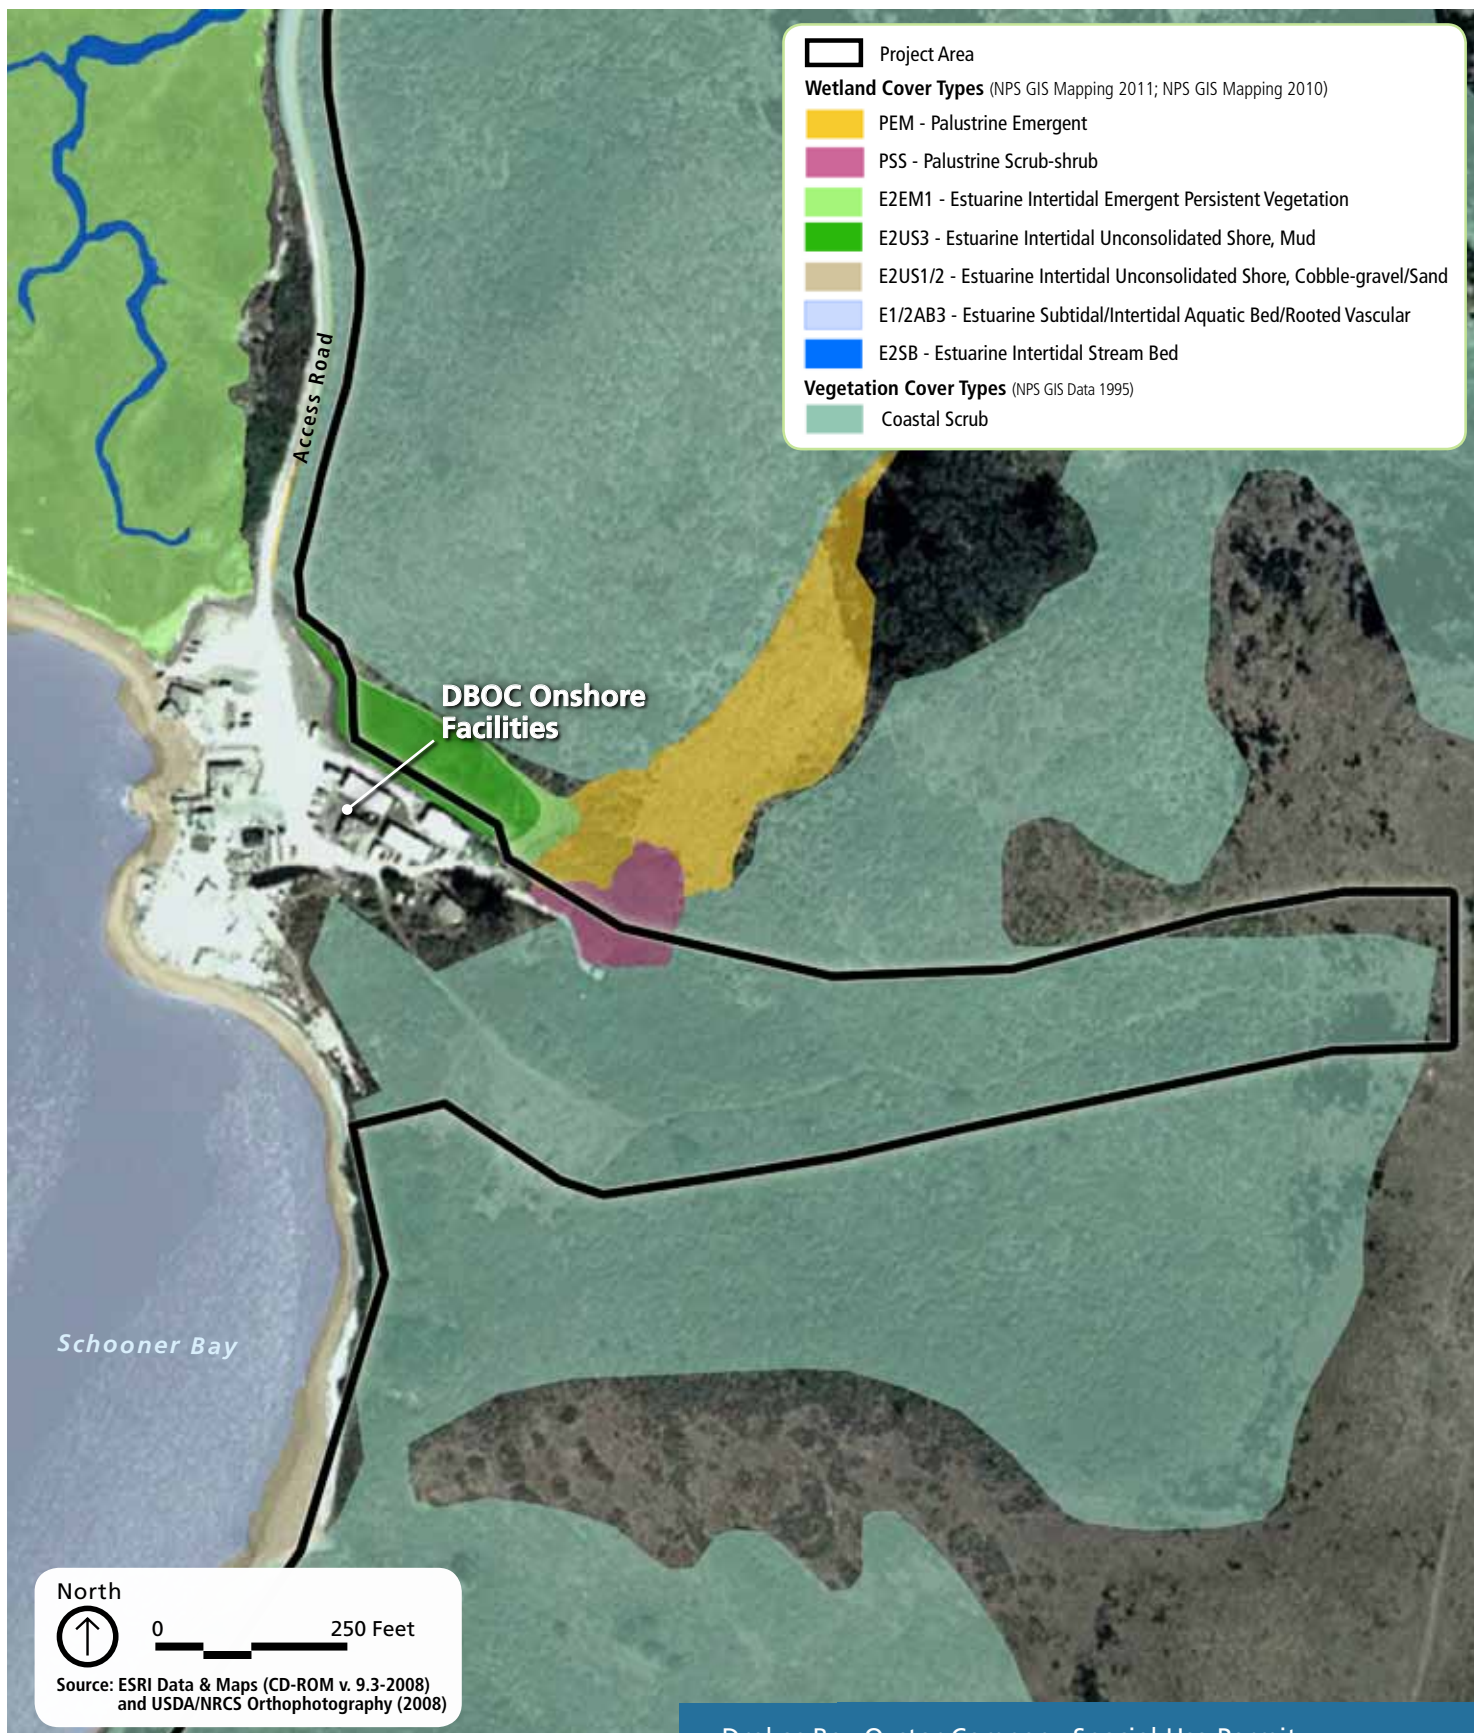 Project Area
Wetland Cover Types (NPS GIS Mapping 2011; NPS GIS Mapping 2010)
PEM - Palustrine Emergent
PSS - Palustrine Scrub-shrub
E2EM1 - Estuarine Intertidal Emergent Persistent Vegetation
E2US3 - Estuarine Intertidal Unconsolidated Shore, Mud
E2US1/2 - Estuarine Intertidal Unconsolidated Shore, Cobble-gravel/Sand
E1/2AB3 - Estuarine Subtidal/Intertidal Aquatic Bed/Rooted Vascular
E2SB - Estuarine Intertidal Stream Bed
Vegetation Cover Types (NPS GIS Data 1995)
Coastal Scrub
Access Road
DBOC Onshore
Facilities
Schooner Bay
North
0 250 Feet
Source: ESRI Data & Maps (CD-ROM v. 9.3-2008)
and USDA/NRCS Orthophotography (2008)